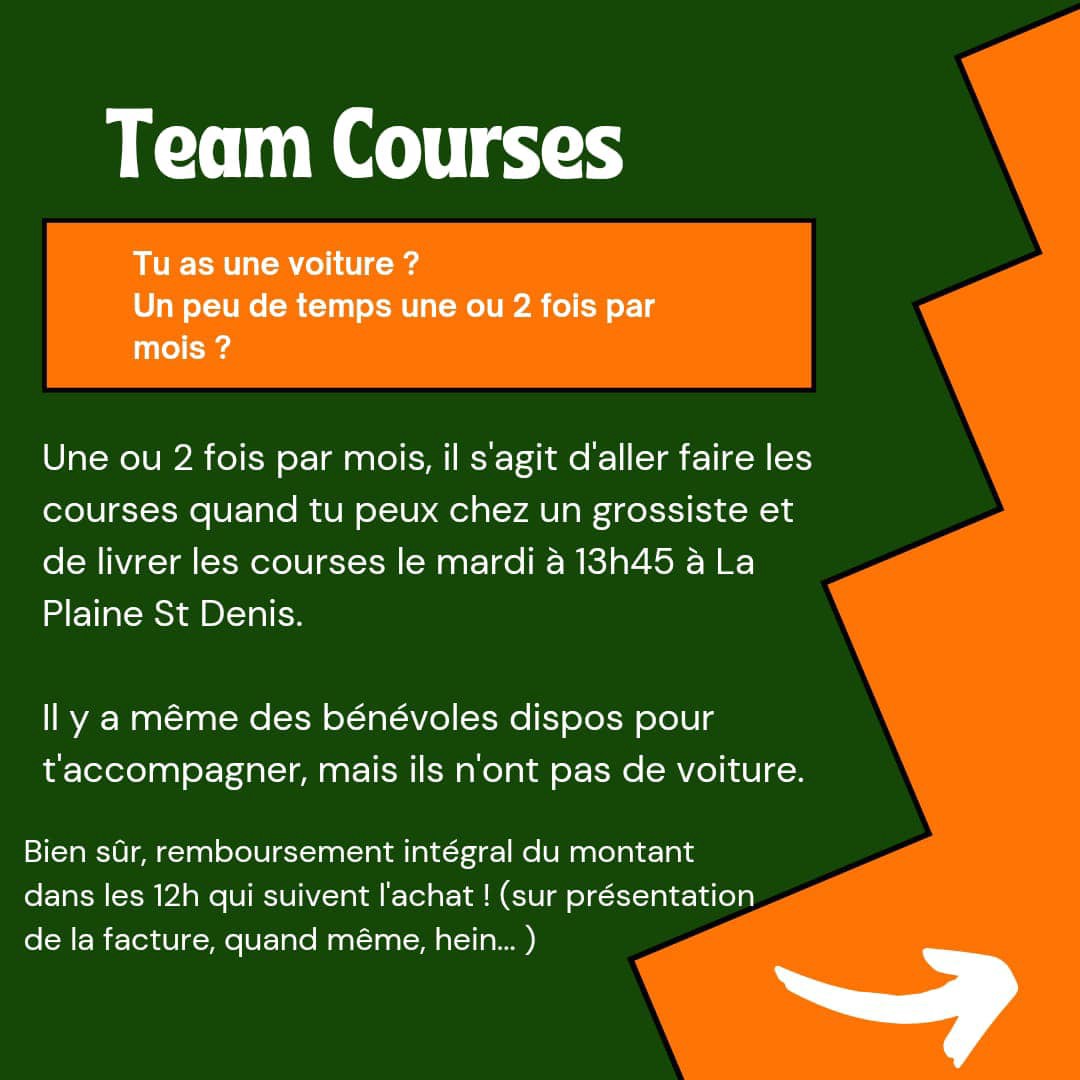 Team Courses
Tu as une voiture ?
Un peu de temps une ou 2 fois par
mois ?
Une ou 2 fois par mois, il s'agit d'aller faire les
courses quand tu peux chez un grossiste et
de livrer les courses le mardi à 13h45 à La
Plaine St Denis.
Il y a même des bénévoles dispos pour
t'accompagner, mais ils n'ont pas de voiture.
Bien sûr, remboursement intégral du montant
dans les 12h qui suivent l'achat ! (sur présentation
de la facture, quand même, hein... )